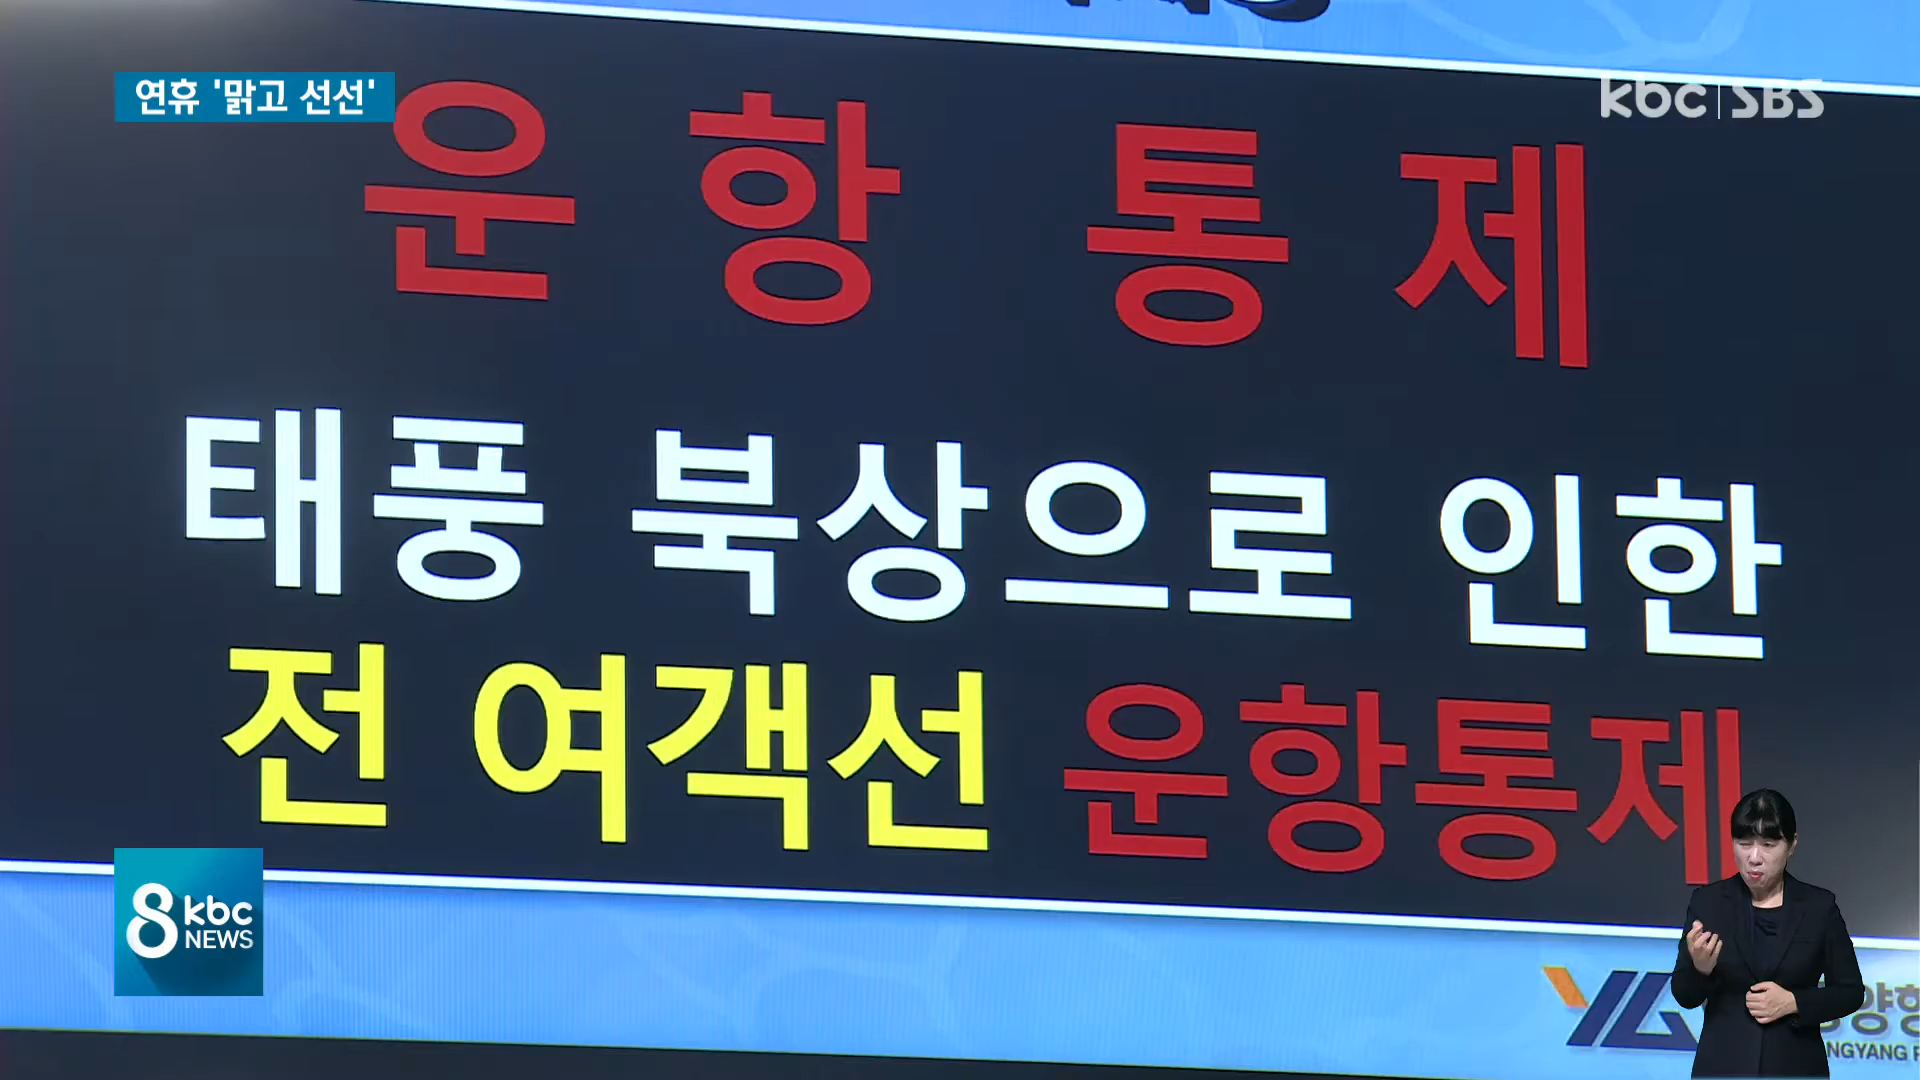 연휴 '맑고 선선'
kbc SBS
운항 통제
태풍 북상으로 인한
전 여객선 운항통제
8 kbc
NEWS